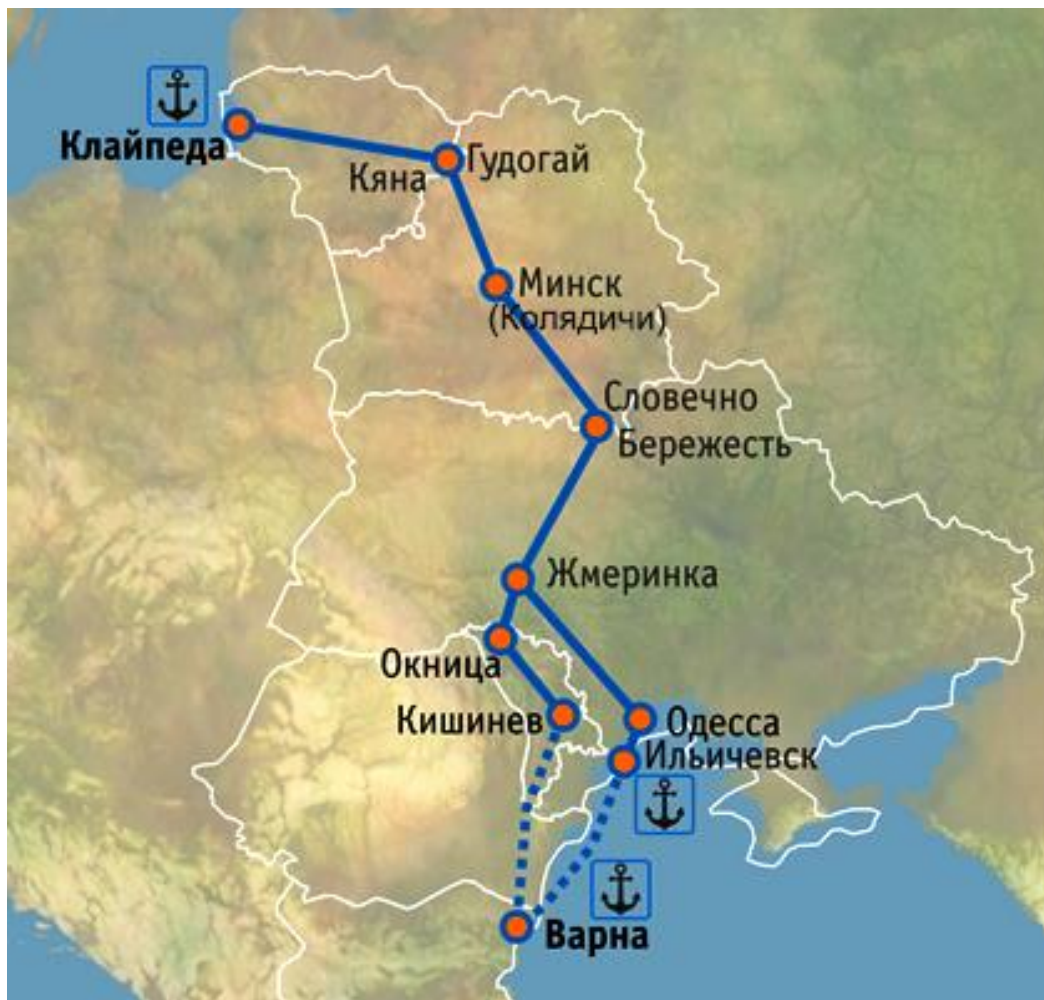 Клайпеда
Кяна
Гудогай
Минск
(Колядичи)
Словечно
Бережесть
Жмеринка
Окница
Кишинев
Одесса
Ильичевск
Варна